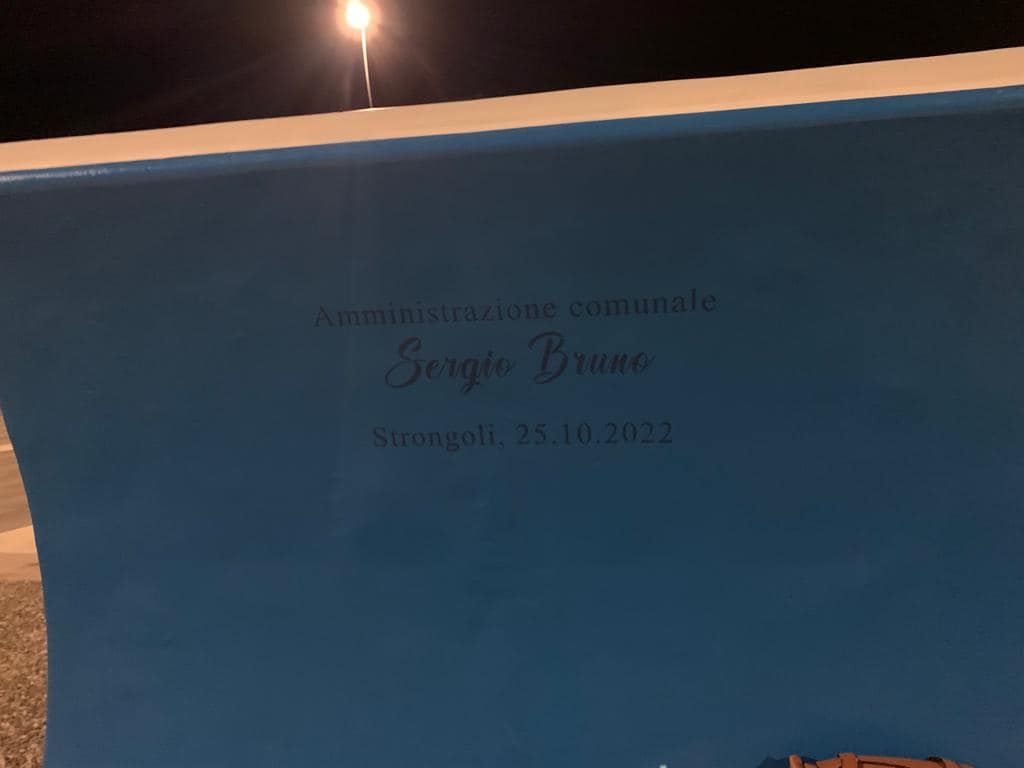 Amministrazione comunale
Sergio Bruno
Strongoli, 25.10.2022